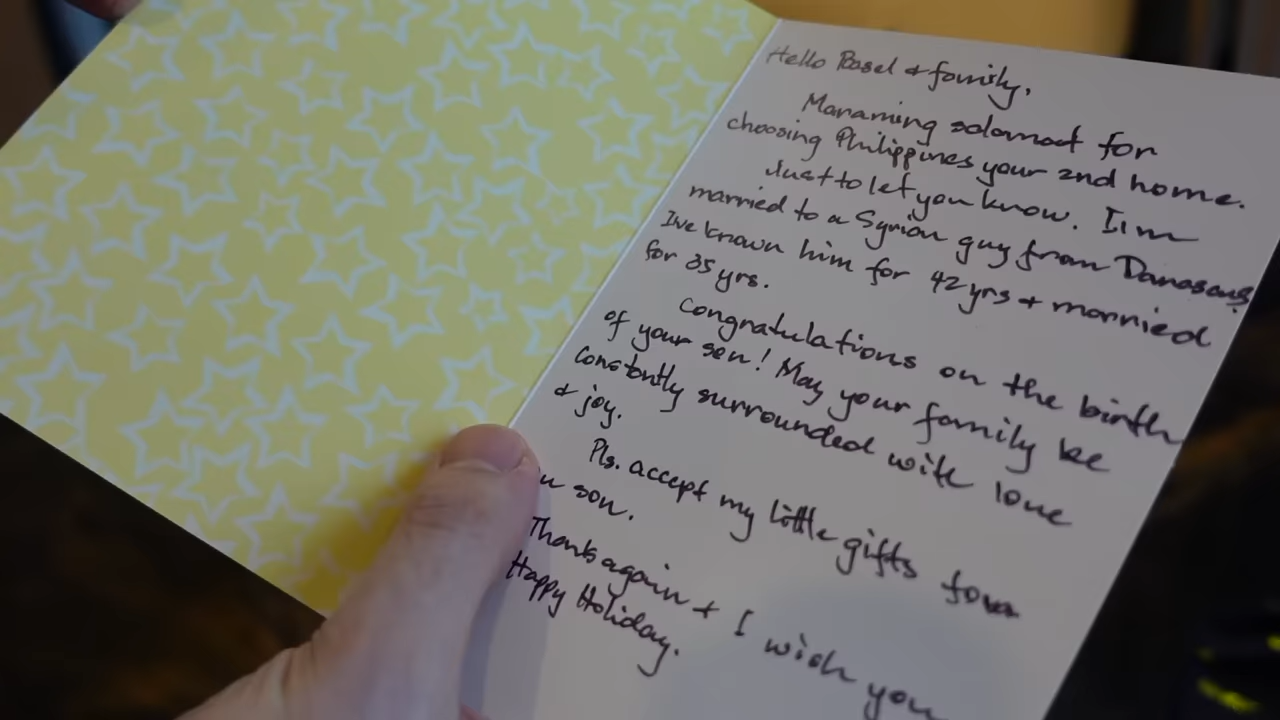 Hello Basel & family,
Maraming salamat for
choosing Philippines your 2nd home.
Just to let you know. I'm
married to a Syrian guy from Damascus.
I've known him for 42 yrs + married
for 35 yrs.
Congratulations on the birth
of your son! May your family be
constantly surrounded with love
& joy.
Pls. accept my little gifts for
son.
Thanks again + I wish you
Happy Holiday.